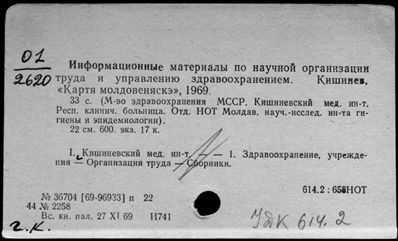 01
2620
Информационные материалы по научной организации
труда и управлению здравоохранением. Кишинев,
«Картя молдовеняскэ», 1969.
33 с. (М-во здравоохранения МССР. Кишиневский мед. ин-т.
Респ. клинич. больница. Отд. НОТ Молдав. науч.-исслед. ин-та ги-
гиены и эпидемиологии).
22 см. 600. экз. 17 к.
I. Кишиневский мед. ин-т. — — 1. Здравоохранение, учрежде-
ния — Организация труда — Сборники.
614.2 : 658НОТ
№ 36704 [69-96933] п 22
44 № 2258
Вс. кн. пал. 27 XI 69 Н741
г. к.
УДК 614.2